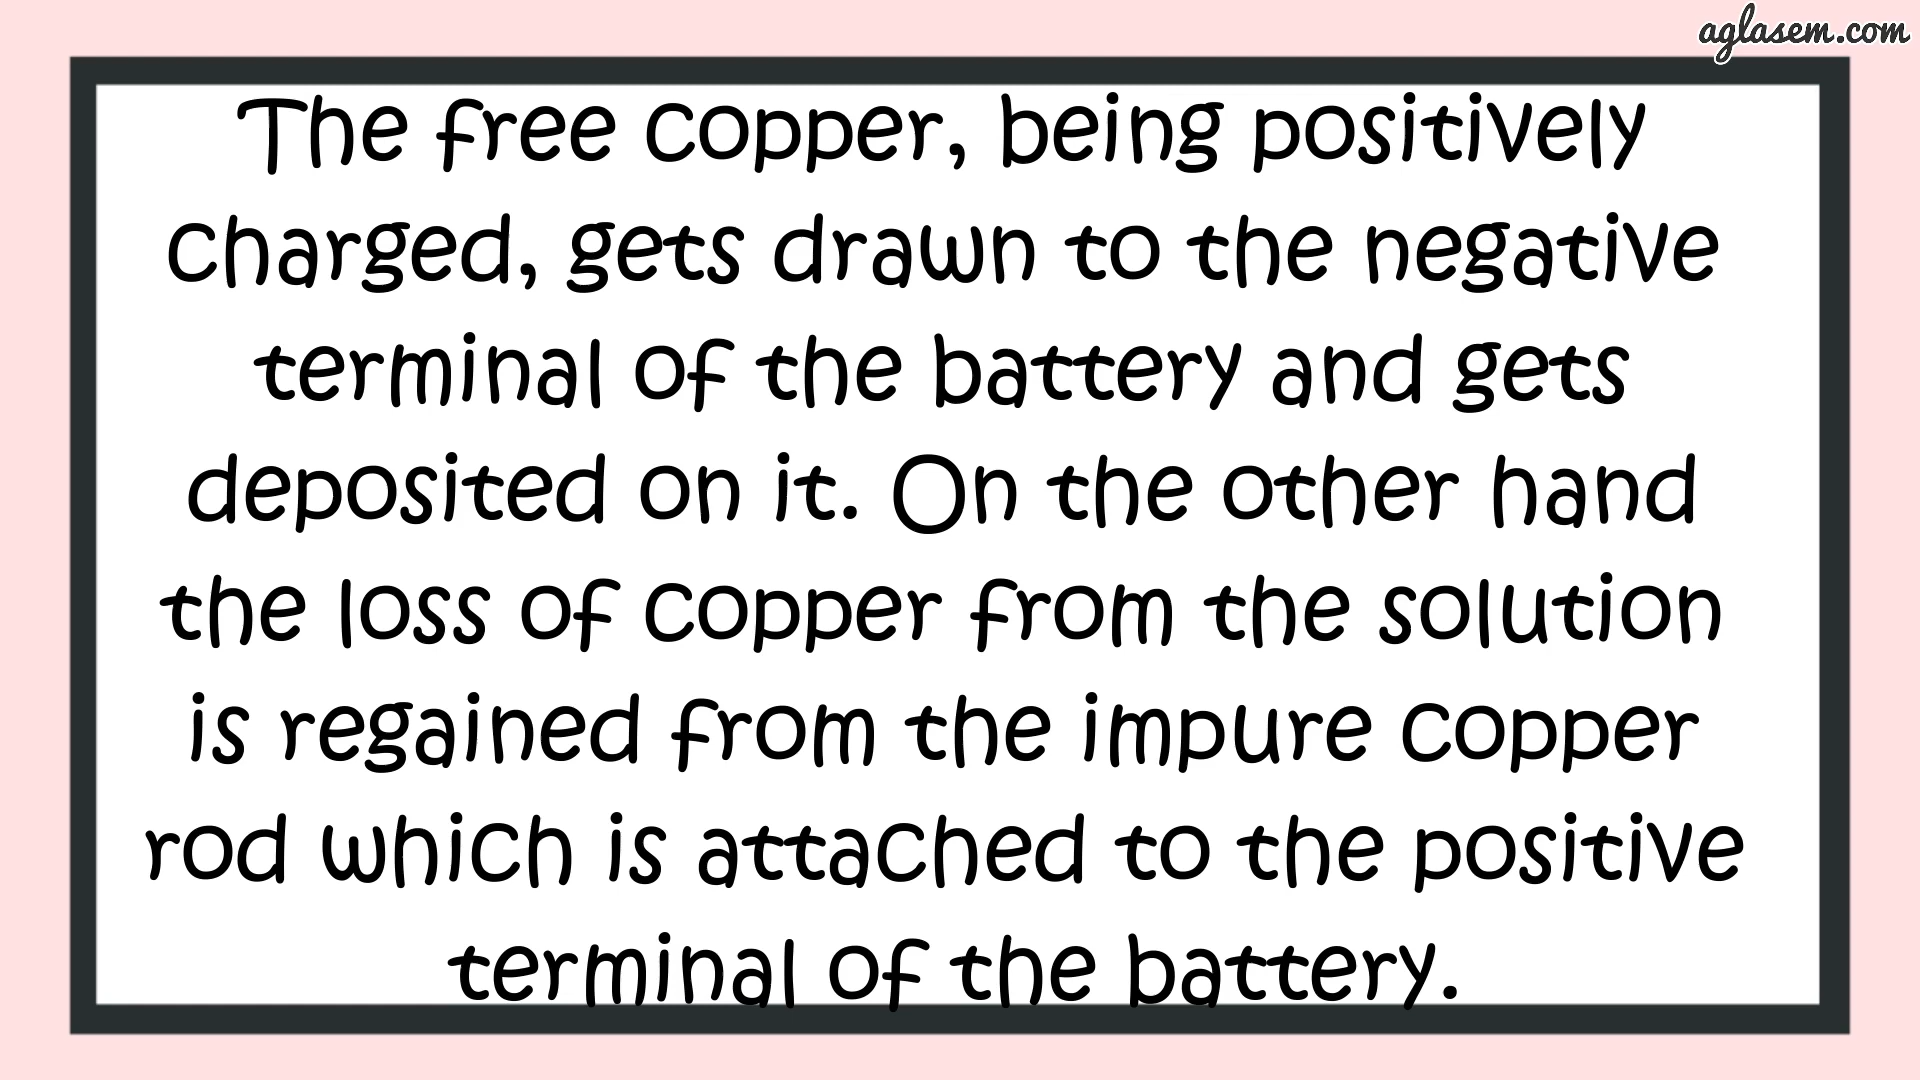 aglasem.com
The free copper, being positively
charged, gets drawn to the negative
terminal of the battery and gets
deposited on it. On the other hand
the loss of copper from the solution
is regained from the impure copper
rod which is attached to the positive
terminal of the battery.